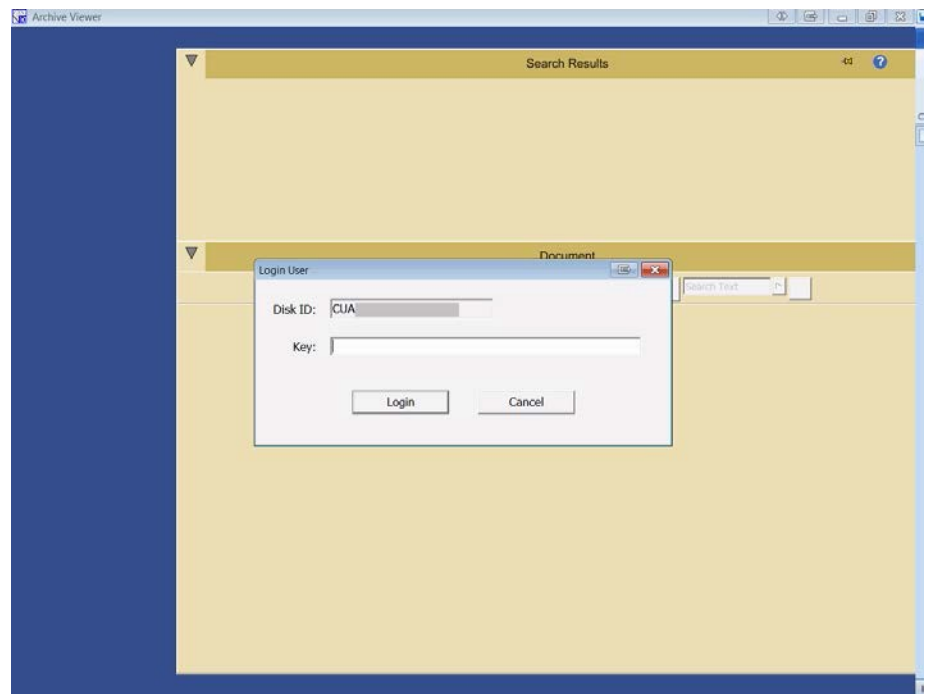 Archive Viewer
Search Results
Document
Login User
Search Text
Disk ID: CUA
Key:
Login Cancel